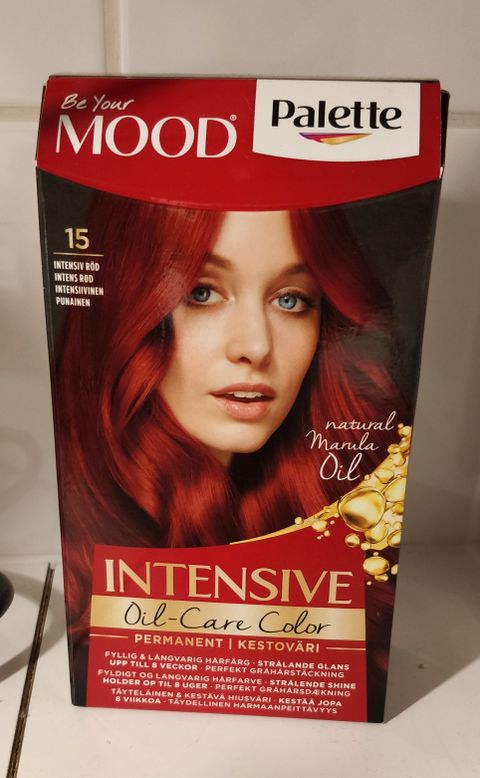 Be Your
MOOD®
Palette
15
INTENSIV RÖD
INTENS RØD
INTENSIIVINEN
PUNAINEN
natural
Marula
Oil
INTENSIVE
Oil-Care Color
PERMANENT | KESTOVÄRI
FYLLIG & LÅNGVARIG HÅRFÄRG · STRÅLANDE GLANS
UPP TILL 8 VECKOR · PERFEKT GRÅHÅRSTÄCKNING
FYLDIGT OG LANGVARIG HÅRFARVE · STRÅLENDE SHINE
HOLDER OP TIL 8 UGER · PERFEKT GRÅHÅRSDÆKNING
TÄYTELÄINEN & KESTÄVÄ HIUSVÄRI · KESTÄÄ JOPA
8 VIIKKOA · TÄYDELLINEN HARMAANPEITTÄVYYS